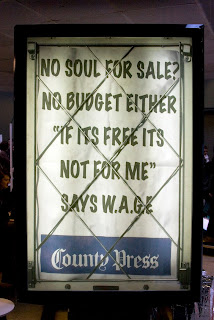 NO SOUL FOR SALE?
NO BUDGET EITHER
"IF ITS FREE ITS
NOT FOR ME"
SAYS W.A.G.E
County Press